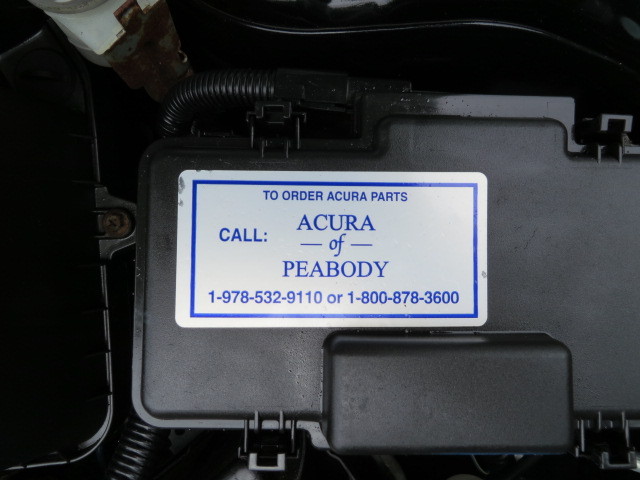 TO ORDER ACURA PARTS
CALL:
ACURA
— of —
PEABODY
1-978-532-9110 or 1-800-878-3600